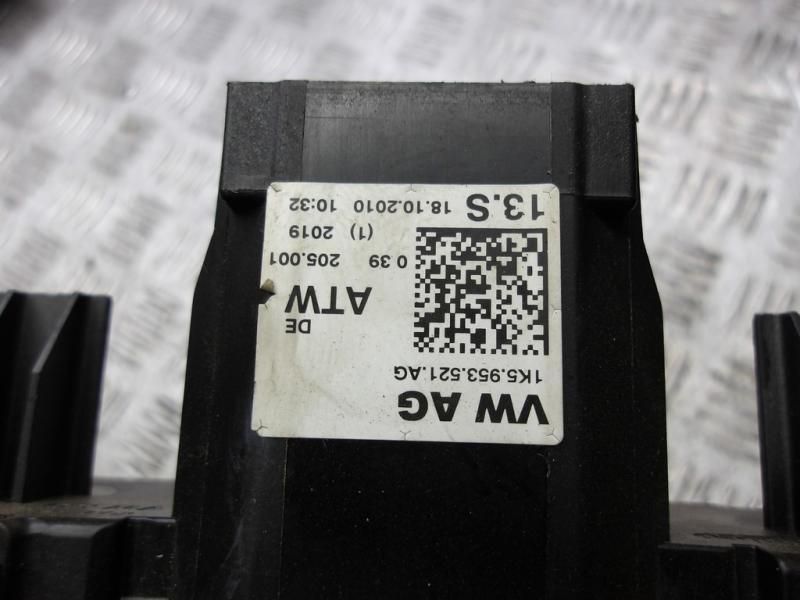 VW AG
1K5.953.521.AG
DE
ATW
0 39 205.001
(1) 2019
13.S 18.10.2010 10:32